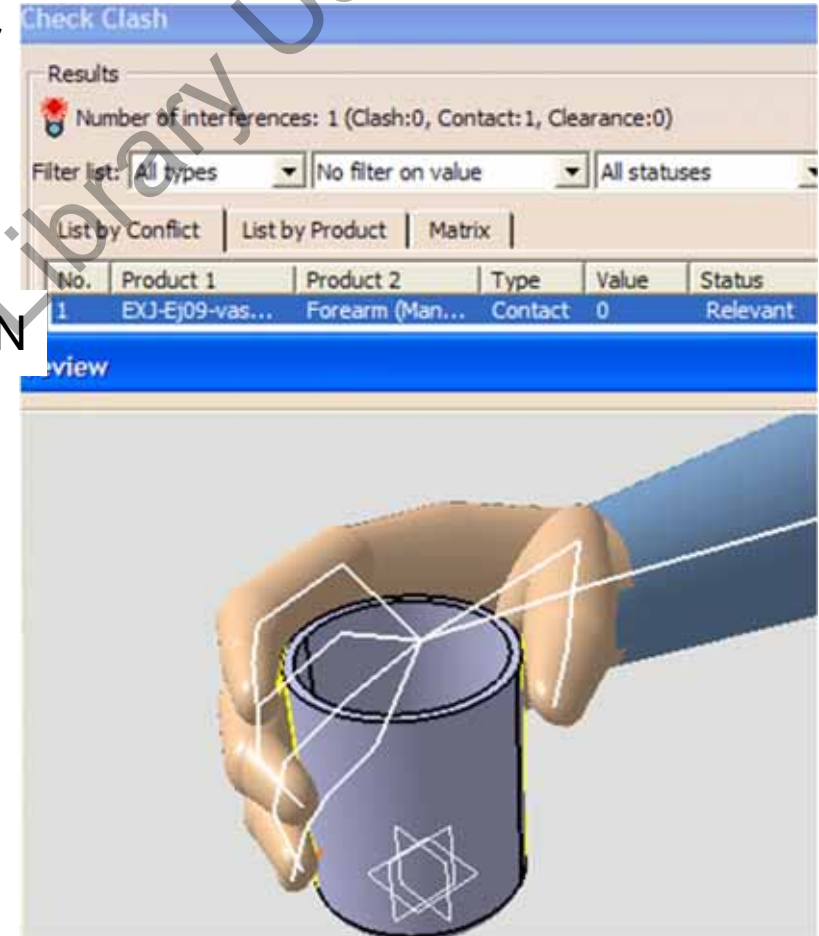 Check Clash
Results
Number of interferences: 1 (Clash:0, Contact:1, Clearance:0)
Filter list: All types No filter on value All statuses
List by Conflict List by Product Matrix
No. Product 1 Product 2 Type Value Status
1 EXJ-Ej09-vas... Forearm (Man... Contact 0 Relevant
N
eview
Library